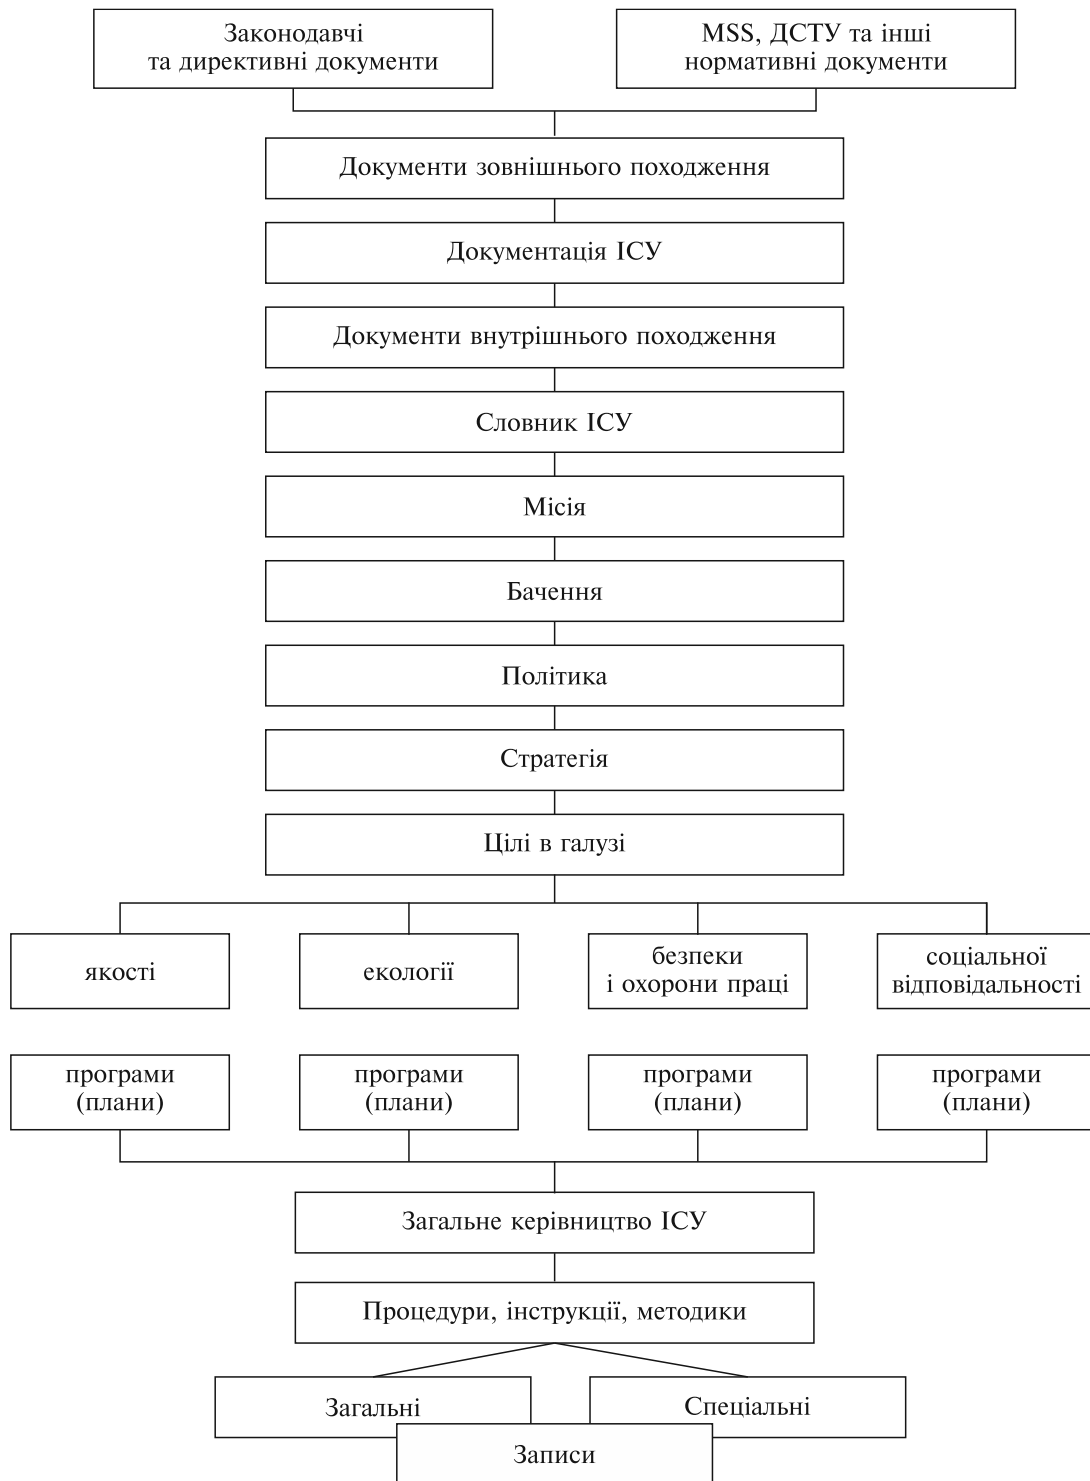 Законодавчі
та директивні документи
MSS, ДСТУ та інші
нормативні документи
Документи зовнішнього походження
Документація ІСУ
Документи внутрішнього походження
Словник ІСУ
Місія
Бачення
Політика
Стратегія
Цілі в галузі
якості
екології
безпеки
і охорони праці
соціальної
відповідальності
програми
(плани)
програми
(плани)
програми
(плани)
програми
(плани)
Загальне керівництво ІСУ
Процедури, інструкції, методики
Загальні
Спеціальні
Записи